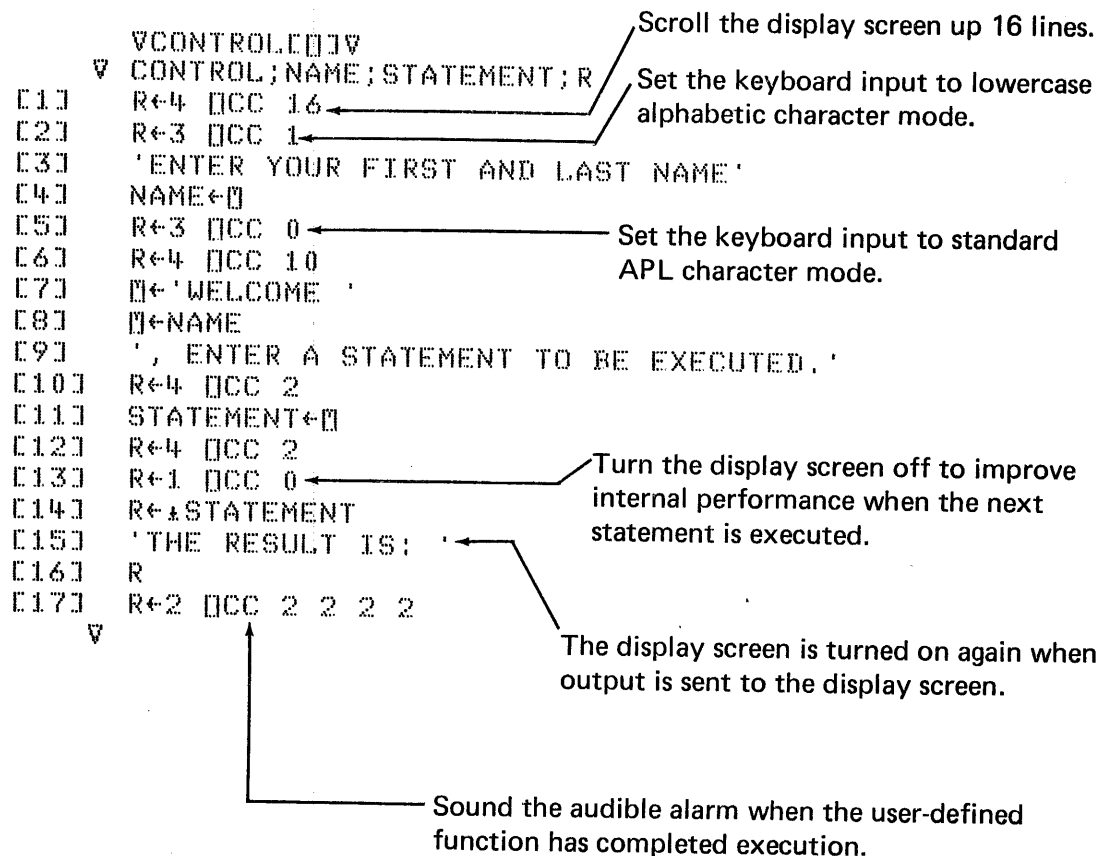 ∇CONTROL[⎕]∇
∇ CONTROL;NAME;STATEMENT;R
[1] R←4 ⎕CC 16
[2] R←3 ⎕CC 1
[3] 'ENTER YOUR FIRST AND LAST NAME'
[4] NAME←⍞
[5] R←3 ⎕CC 0
[6] R←4 ⎕CC 10
[7] ⍞←'WELCOME '
[8] ⍞←NAME
[9] ', ENTER A STATEMENT TO BE EXECUTED.'
[10] R←4 ⎕CC 2
[11] STATEMENT←⍞
[12] R←4 ⎕CC 2
[13] R←1 ⎕CC 0
[14] R←⍎STATEMENT
[15] 'THE RESULT IS: '
[16] R
[17] R←2 ⎕CC 2 2 2 2
∇
Scroll the display screen up 16 lines.
Set the keyboard input to lowercase
alphabetic character mode.
Set the keyboard input to standard
APL character mode.
Turn the display screen off to improve
internal performance when the next
statement is executed.
The display screen is turned on again when
output is sent to the display screen.
Sound the audible alarm when the user-defined
function has completed execution.